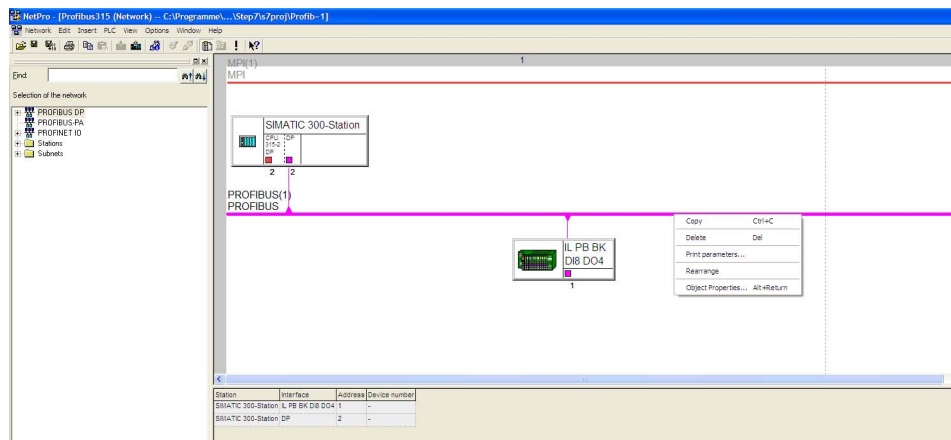 NetPro - [Profibus315 (Network) -- C:\Programme\...\Step7\s7proj\Profib~1]
Network Edit Insert PLC View Options Window Help
Find:
Selection of the network
PROFIBUS DP
PROFIBUS-PA
PROFINET IO
Stations
Subnets
1
MPI(1)
MPI
SIMATIC 300-Station
CPU DP
315-2
DP
2 2
PROFIBUS(1)
PROFIBUS
IL PB BK
DI8 DO4
1
Copy Ctrl+C
Delete Del
Print parameters...
Rearrange
Object Properties... Alt+Return
Station Interface Address Device number
SIMATIC 300-Station IL PB BK DI8 DO4 1 -
SIMATIC 300-Station DP 2 -